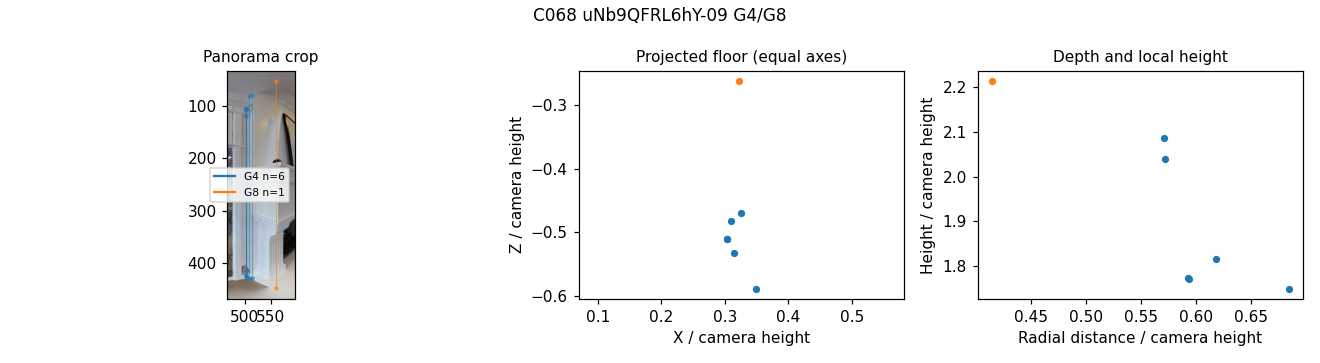 C068 uNb9QFRL6hY-09 G4/G8
Panorama crop
100
200
300
400
500
550
G4 n=6
G8 n=1
Projected floor (equal axes)
Z / camera height
−0.3
−0.4
−0.5
−0.6
0.1
0.2
0.3
0.4
0.5
X / camera height
Depth and local height
Height / camera height
2.2
2.1
2.0
1.9
1.8
0.45
0.50
0.55
0.60
0.65
Radial distance / camera height